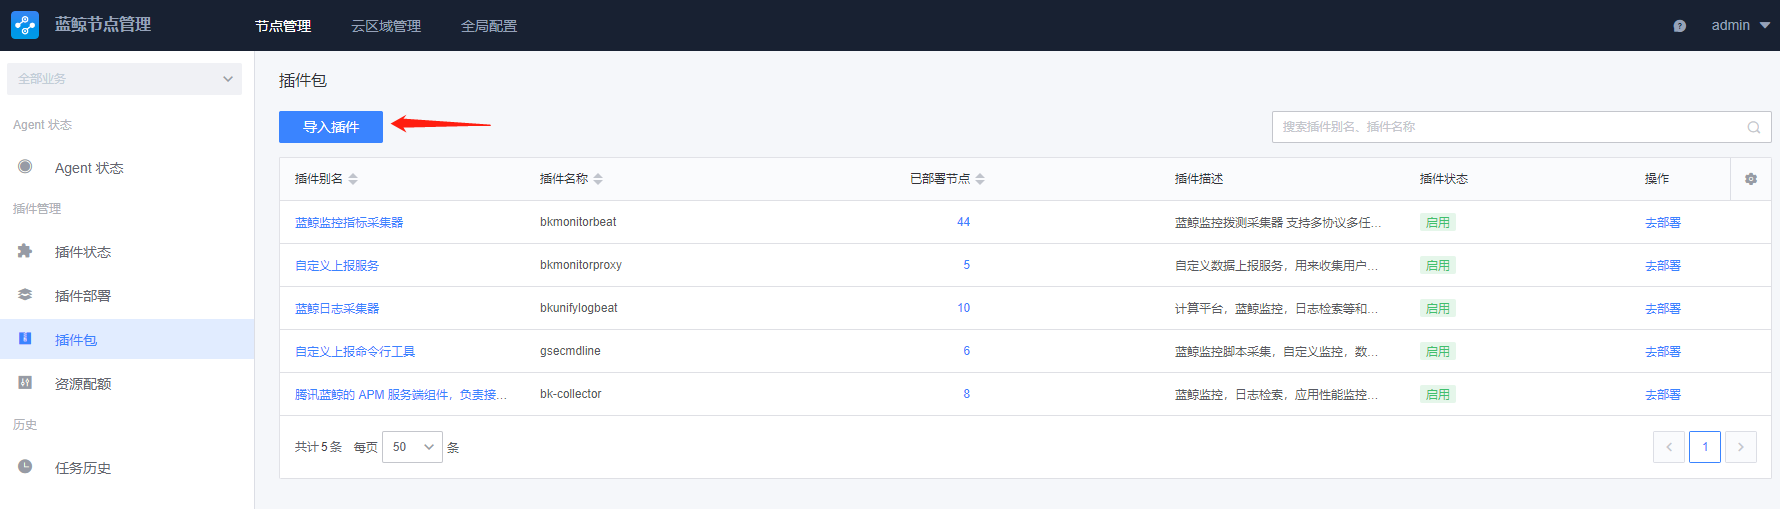 蓝鲸节点管理 节点管理 云区域管理 全局配置 admin
全部业务
Agent 状态
Agent 状态
插件管理
插件状态
插件部署
插件包
资源配额
历史
任务历史
插件包
导入插件 搜索插件别名、插件名称
插件别名 插件名称 已部署节点 插件描述 插件状态 操作
蓝鲸监控指标采集器 bkmonitorbeat 44 蓝鲸监控拨测采集器 支持多协议多任... 启用 去部署
自定义上报服务 bkmonitorproxy 5 自定义数据上报服务，用来收集用户... 启用 去部署
蓝鲸日志采集器 bkunifylogbeat 10 计算平台，蓝鲸监控，日志检索等和... 启用 去部署
自定义上报命令行工具 gsecmdline 6 蓝鲸监控脚本采集，自定义监控，数... 启用 去部署
腾讯蓝鲸的 APM 服务端组件，负责接... bk-collector 8 蓝鲸监控，日志检索，应用性能监控... 启用 去部署
共计 5 条 每页 50 条 1